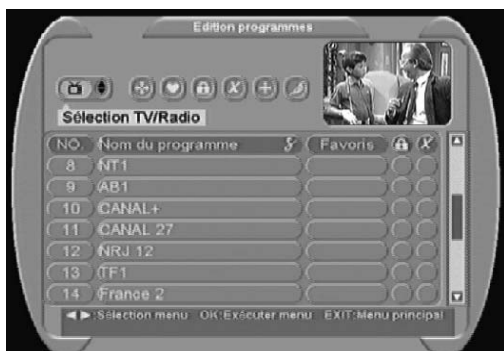 Edition programmes
Sélection TV/Radio
NO. Nom du programme Favoris
8 NT1
9 AB1
10 CANAL+
11 CANAL 27
12 NRJ 12
13 TF1
14 France 2
◄ ►:Sélection menu OK:Exécuter menu EXIT:Menu principal